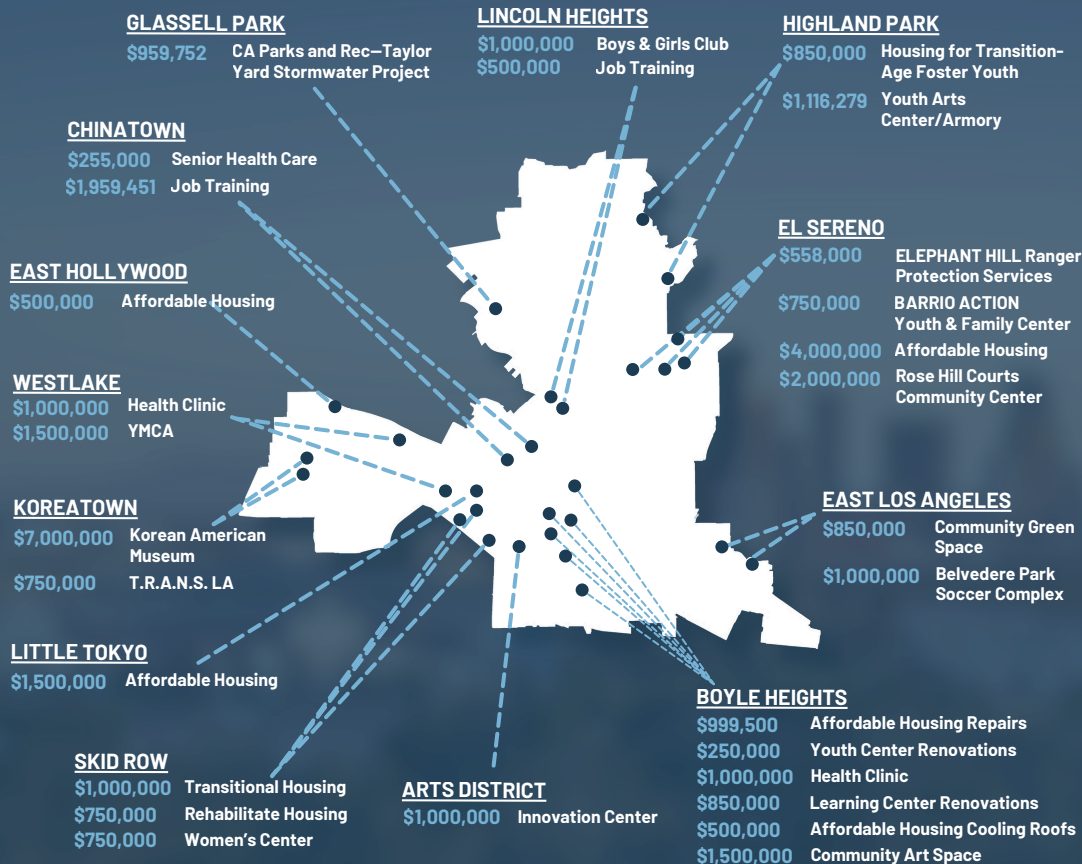 GLASSELL PARK
$959,752 CA Parks and Rec—Taylor
Yard Stormwater Project
LINCOLN HEIGHTS
$1,000,000 Boys & Girls Club
$500,000 Job Training
HIGHLAND PARK
$850,000 Housing for Transition-
Age Foster Youth
$1,116,279 Youth Arts
Center/Armory
CHINATOWN
$255,000 Senior Health Care
$1,959,451 Job Training
EL SERENO
$558,000 ELEPHANT HILL Ranger
Protection Services
$750,000 BARRIO ACTION
Youth & Family Center
$4,000,000 Affordable Housing
$2,000,000 Rose Hill Courts
Community Center
EAST HOLLYWOOD
$500,000 Affordable Housing
WESTLAKE
$1,000,000 Health Clinic
$1,500,000 YMCA
KOREATOWN
$7,000,000 Korean American
Museum
$750,000 T.R.A.N.S. LA
EAST LOS ANGELES
$850,000 Community Green
Space
$1,000,000 Belvedere Park
Soccer Complex
LITTLE TOKYO
$1,500,000 Affordable Housing
SKID ROW
$1,000,000 Transitional Housing
$750,000 Rehabilitate Housing
$750,000 Women's Center
ARTS DISTRICT
$1,000,000 Innovation Center
BOYLE HEIGHTS
$999,500 Affordable Housing Repairs
$250,000 Youth Center Renovations
$1,000,000 Health Clinic
$850,000 Learning Center Renovations
$500,000 Affordable Housing Cooling Roofs
$1,500,000 Community Art Space